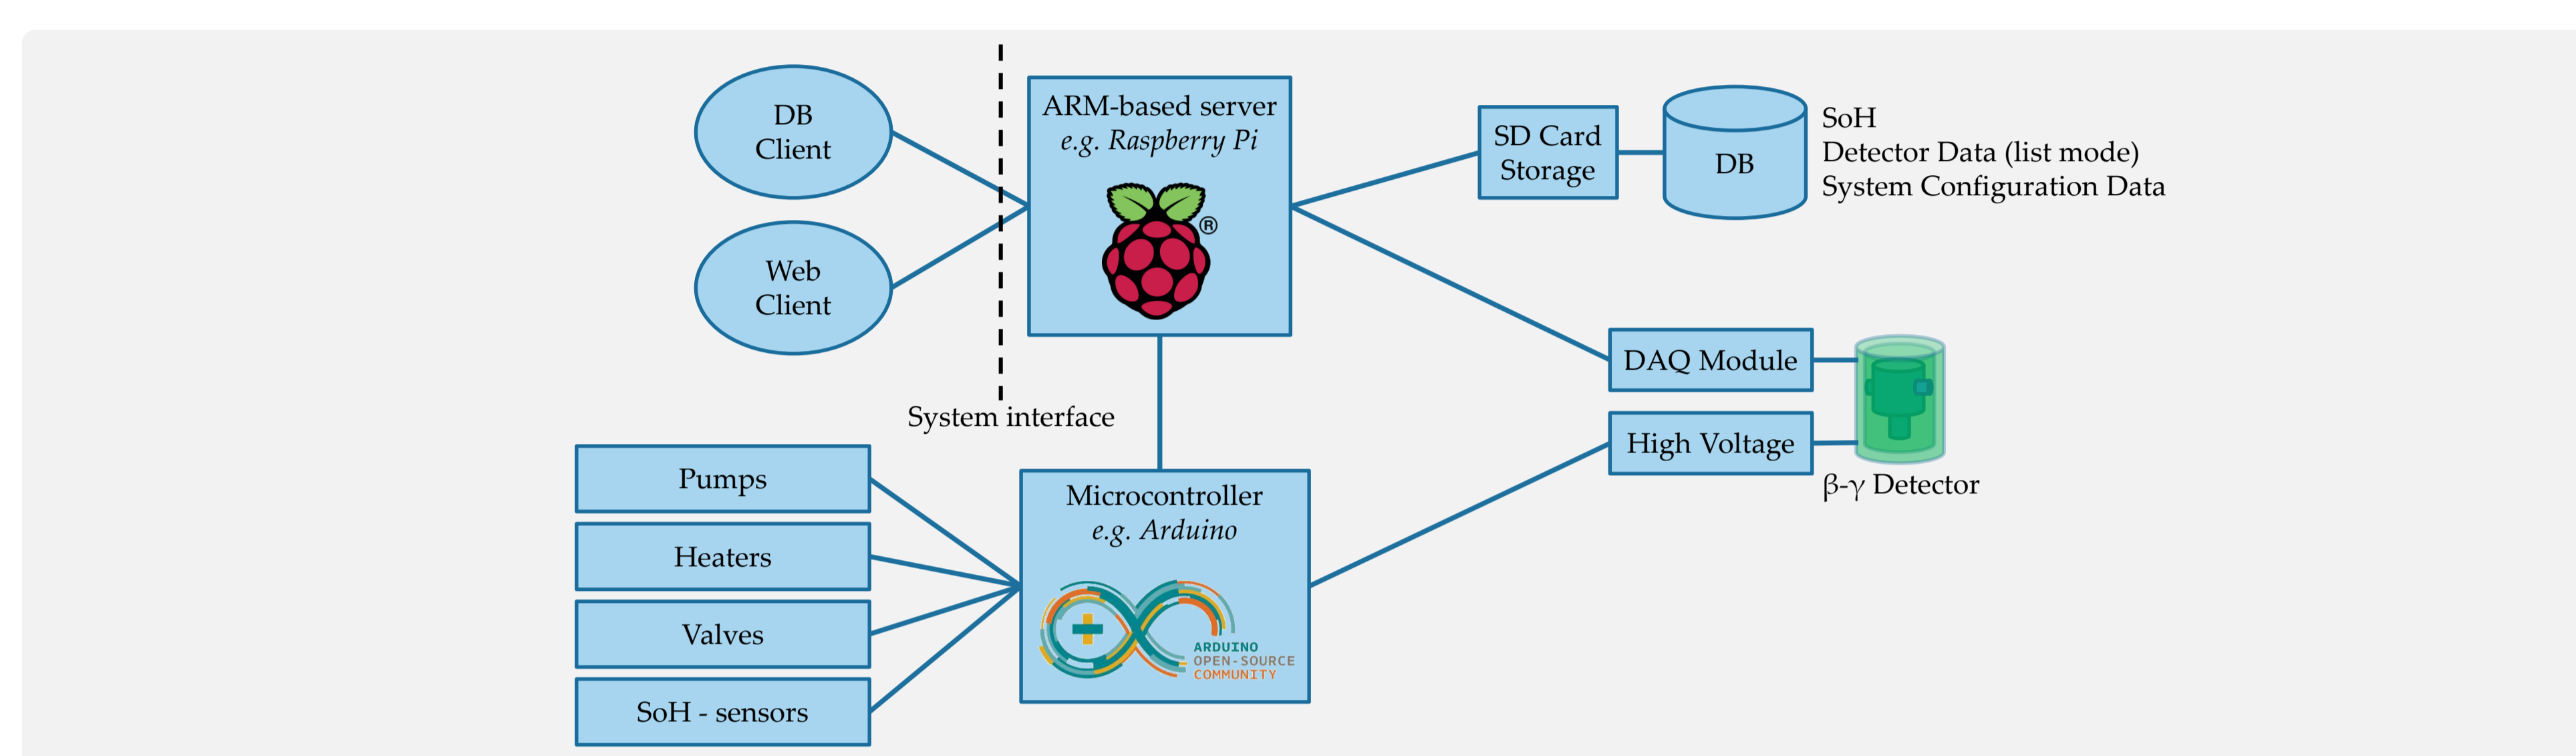 DB
Client
Web
Client
System interface
ARM-based server
e.g. Raspberry Pi
®
SD Card
Storage
DB
SoH
Detector Data (list mode)
System Configuration Data
DAQ Module
High Voltage
β-γ Detector
Pumps
Heaters
Valves
SoH - sensors
Microcontroller
e.g. Arduino
ARDUINO
OPEN-SOURCE
COMMUNITY